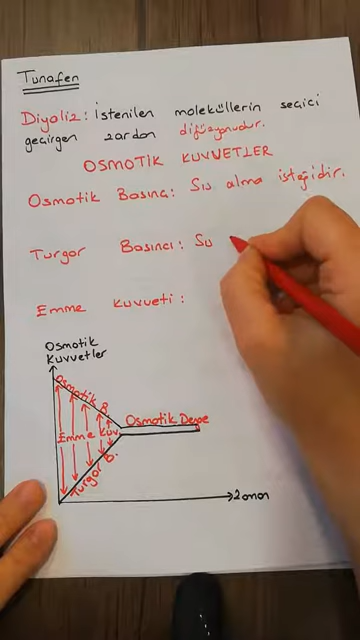 Tunafen
Diyaliz: İstenilen moleküllerin seçici
geçirgen zardan difüzyonudur.
OSMOTİK KUVVETLER
Osmotik Basınç: Su alma isteğidir.
Turgor Basıncı: Su
Emme kuvveti:
Osmotik
Kuvvetler
Osmotik B.
Osmotik Denge
Emme kuv.
Turgor B.
Zaman